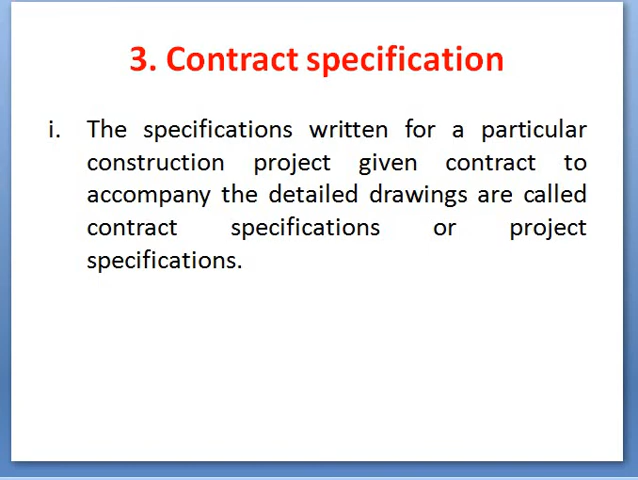 3. Contract specification
i. The specifications written for a particular
construction project given contract to
accompany the detailed drawings are called
contract specifications or project
specifications.